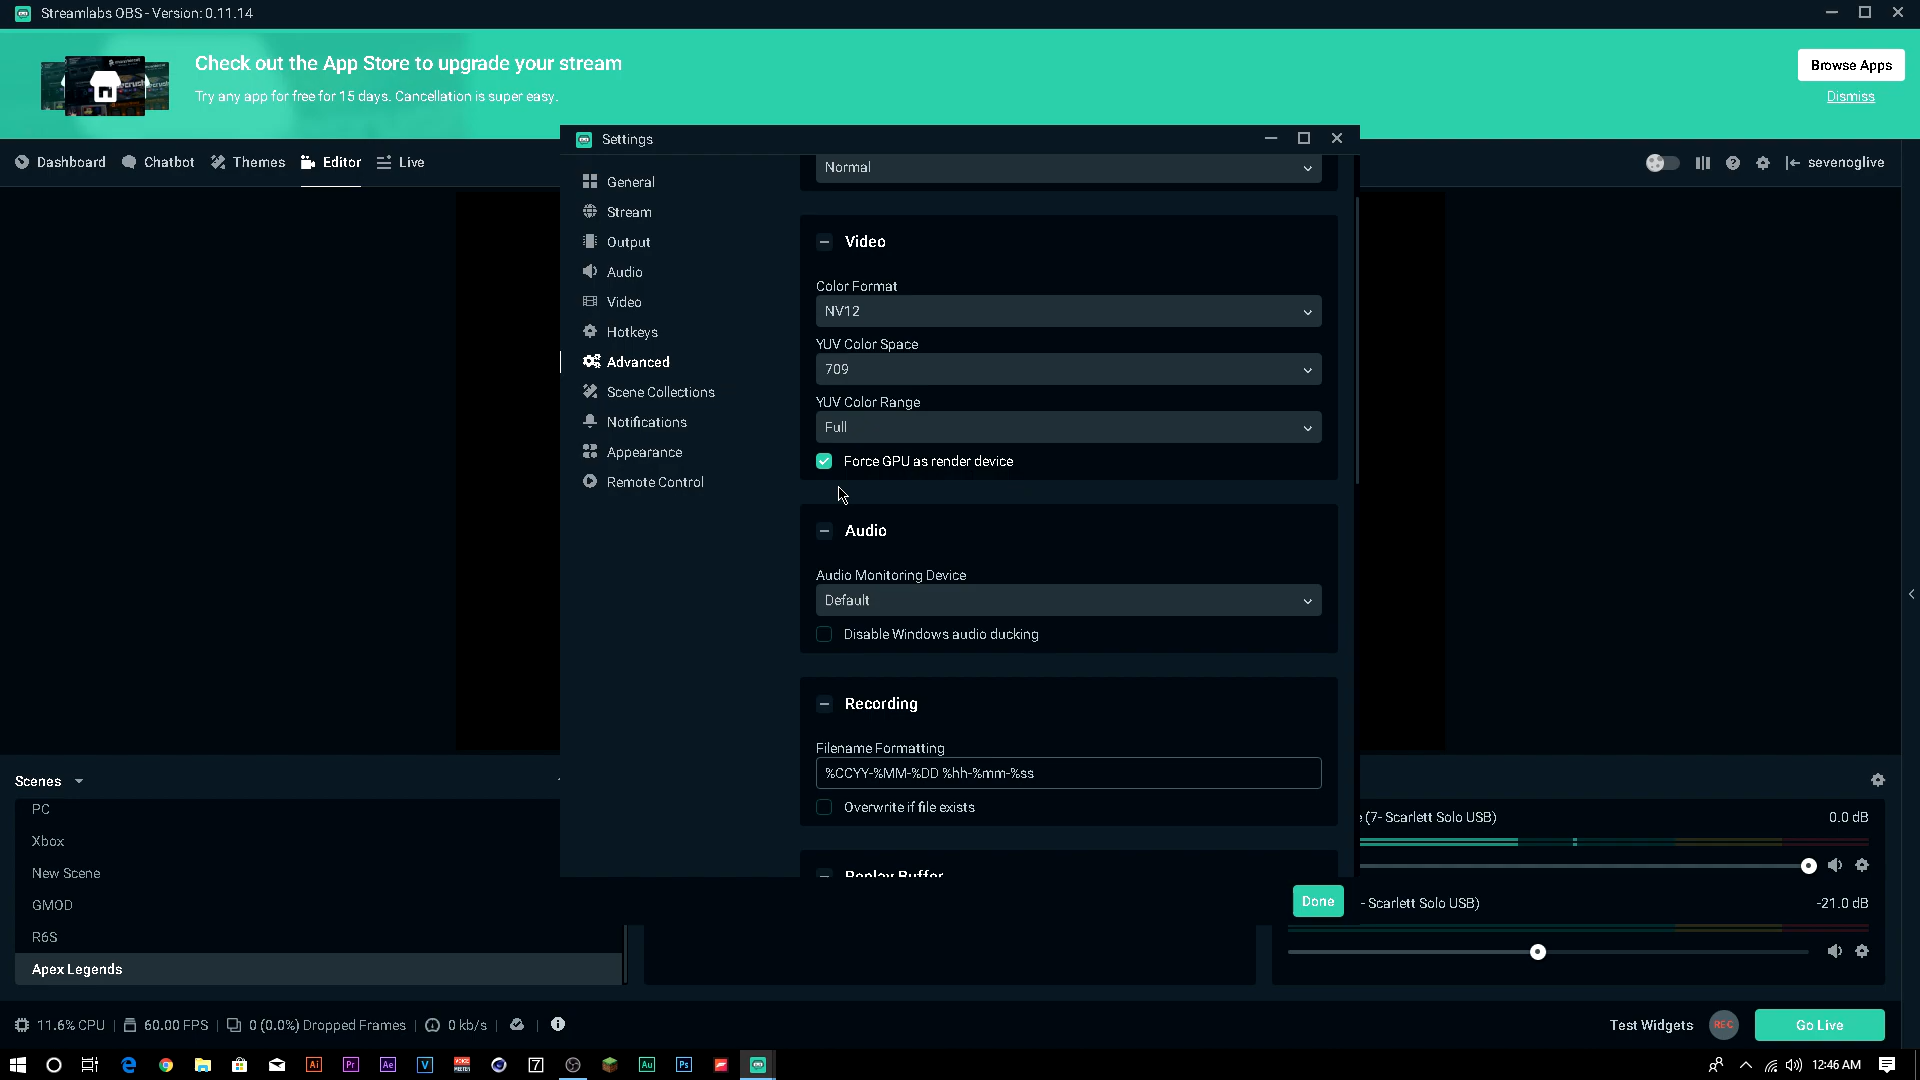 Streamlabs OBS - Version: 0.11.14
Check out the App Store to upgrade your stream
Try any app for free for 15 days. Cancellation is super easy.
Browse Apps
Dismiss
Dashboard
Chatbot
Themes
Editor
Live
sevenoglive
Settings
General
Stream
Output
Audio
Video
Hotkeys
Advanced
Scene Collections
Notifications
Appearance
Remote Control
Normal
Video
Color Format
NV12
YUV Color Space
709
YUV Color Range
Full
Force GPU as render device
Audio
Audio Monitoring Device
Default
Disable Windows audio ducking
Recording
Filename Formatting
%CCYY-%MM-%DD %hh-%mm-%ss
Overwrite if file exists
Replay Buffer
Done
Scenes
PC
Xbox
New Scene
GMOD
R6S
Apex Legends
e (7- Scarlett Solo USB)
0.0 dB
- Scarlett Solo USB)
-21.0 dB
11.6% CPU
60.00 FPS
0 (0.0%) Dropped Frames
0 kb/s
Test Widgets
REC
Go Live
Ai
Pr
Ae
V
7
Au
Ps
12:46 AM